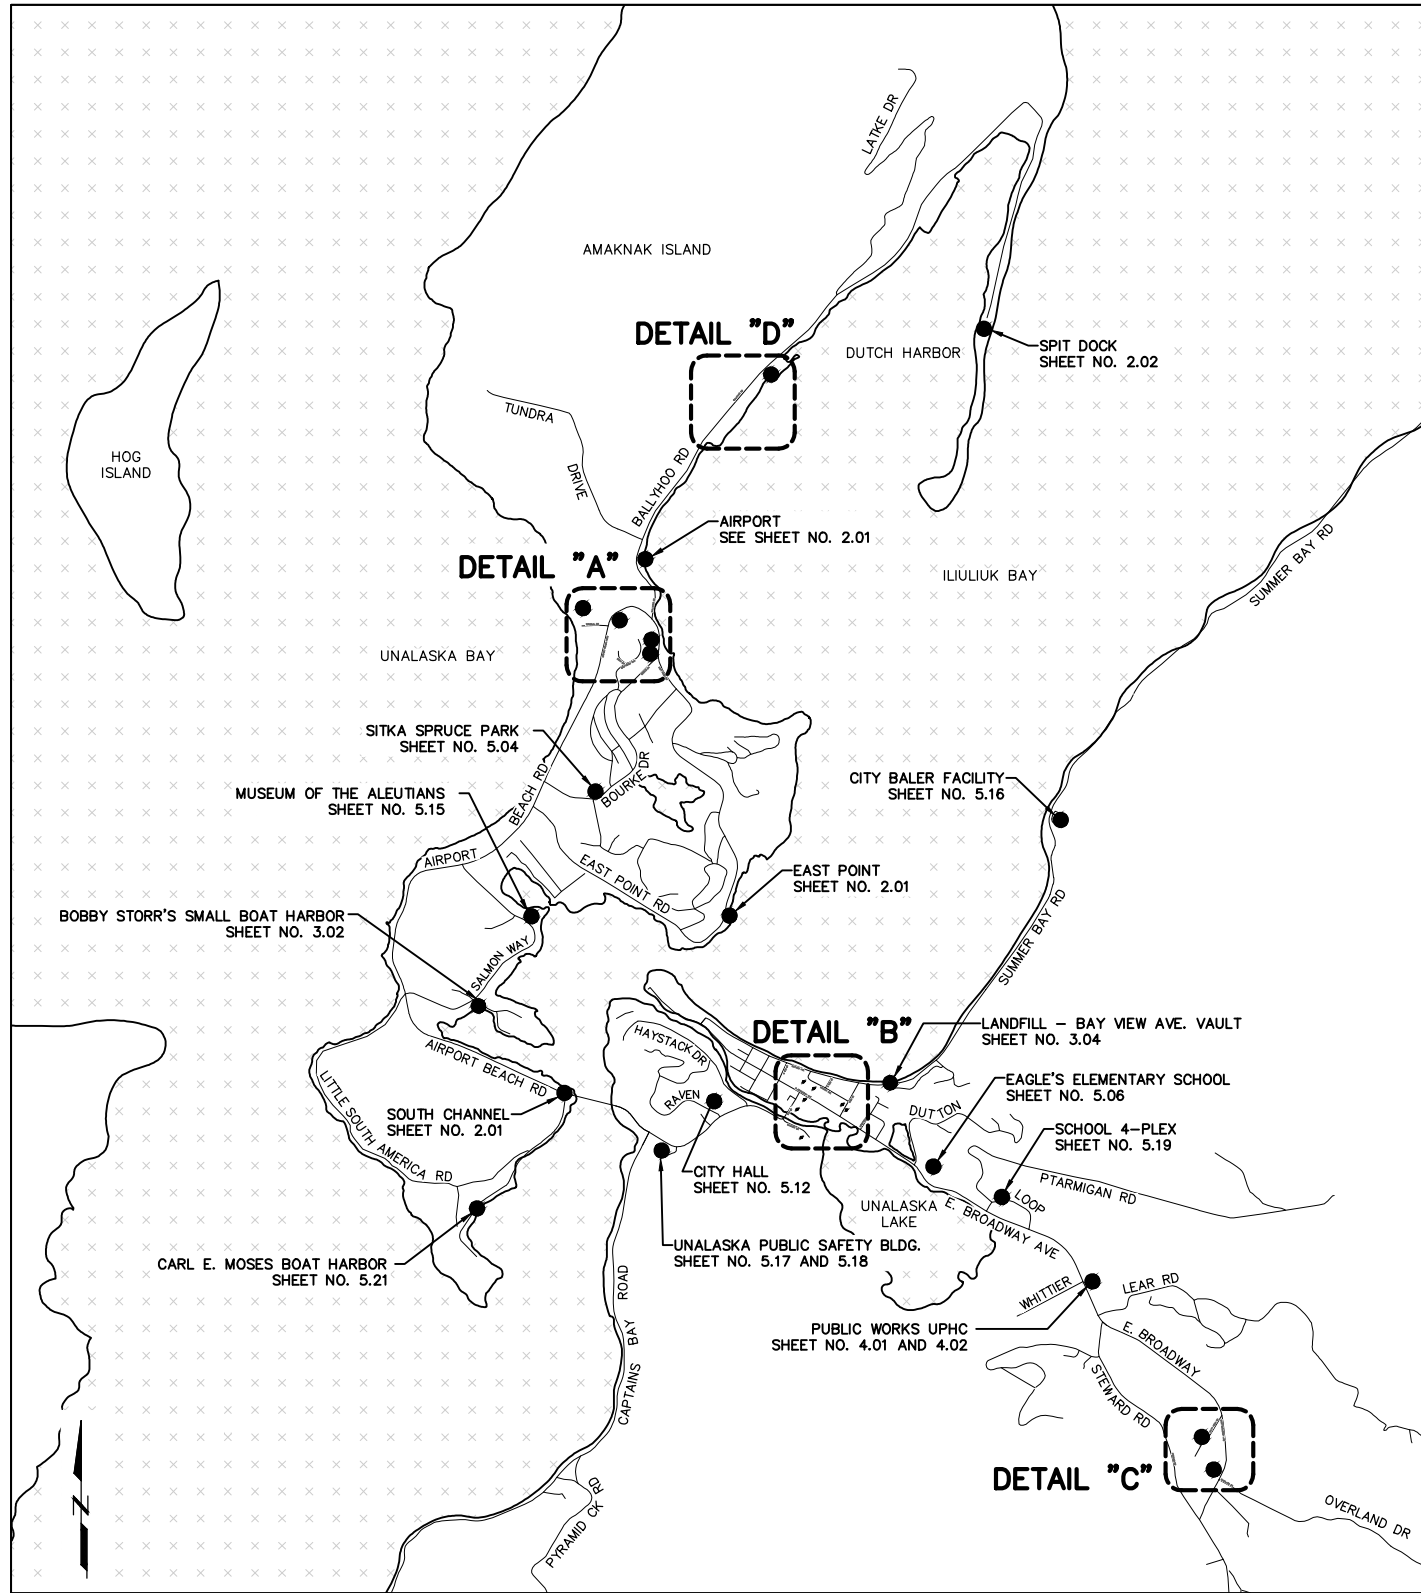 LATKE DR
AMAKNAK ISLAND
DETAIL "D"
DUTCH HARBOR
SPIT DOCK
SHEET NO. 2.02
TUNDRA
DRIVE
HOG
ISLAND
BALLYHOO RD
AIRPORT
SEE SHEET NO. 2.01
DETAIL "A"
ILIULIUK BAY
SUMMER BAY RD
UNALASKA BAY
SITKA SPRUCE PARK
SHEET NO. 5.04
BOURKE DR
MUSEUM OF THE ALEUTIANS
SHEET NO. 5.15
CITY BALER FACILITY
SHEET NO. 5.16
AIRPORT
BEACH RD
EAST POINT RD
EAST POINT
SHEET NO. 2.01
BOBBY STORR'S SMALL BOAT HARBOR
SHEET NO. 3.02
SALMON WAY
SUMMER BAY RD
DETAIL "B"
LANDFILL – BAY VIEW AVE. VAULT
SHEET NO. 3.04
HAYSTACK DR
AIRPORT BEACH RD
LITTLE SOUTH AMERICA RD
RAVEN
EAGLE'S ELEMENTARY SCHOOL
SHEET NO. 5.06
DUTTON
SOUTH CHANNEL
SHEET NO. 2.01
SCHOOL 4–PLEX
SHEET NO. 5.19
CITY HALL
SHEET NO. 5.12
PTARMIGAN RD
LOOP
UNALASKA
LAKE
E. BROADWAY AVE
UNALASKA PUBLIC SAFETY BLDG.
SHEET NO. 5.17 AND 5.18
CARL E. MOSES BOAT HARBOR
SHEET NO. 5.21
WHITTIER
LEAR RD
PUBLIC WORKS UPHC
SHEET NO. 4.01 AND 4.02
E. BROADWAY
CAPTAINS BAY ROAD
STEWARD RD
DETAIL "C"
OVERLAND DR
PYRAMID CK RD
N